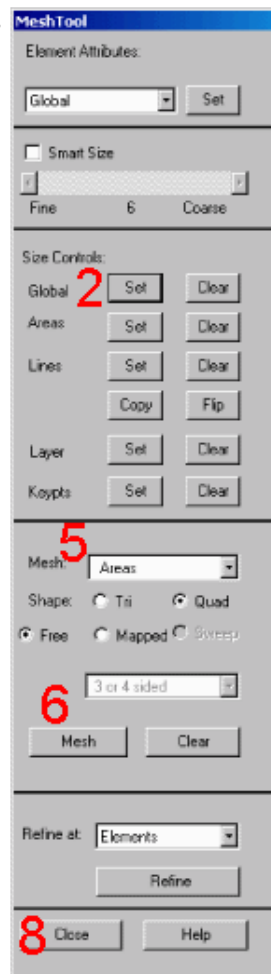 MeshTool
Element Attributes:
Global Set
Smart Size
Fine 6 Coarse
Size Controls:
Global 2 Set Clear
Areas Set Clear
Lines Set Clear
Copy Flip
Layer Set Clear
Keypts Set Clear
5
Mesh: Areas
Shape: Tri Quad
Free Mapped Sweep
3 or 4 sided
6
Mesh Clear
Refine at: Elements
Refine
8 Close Help